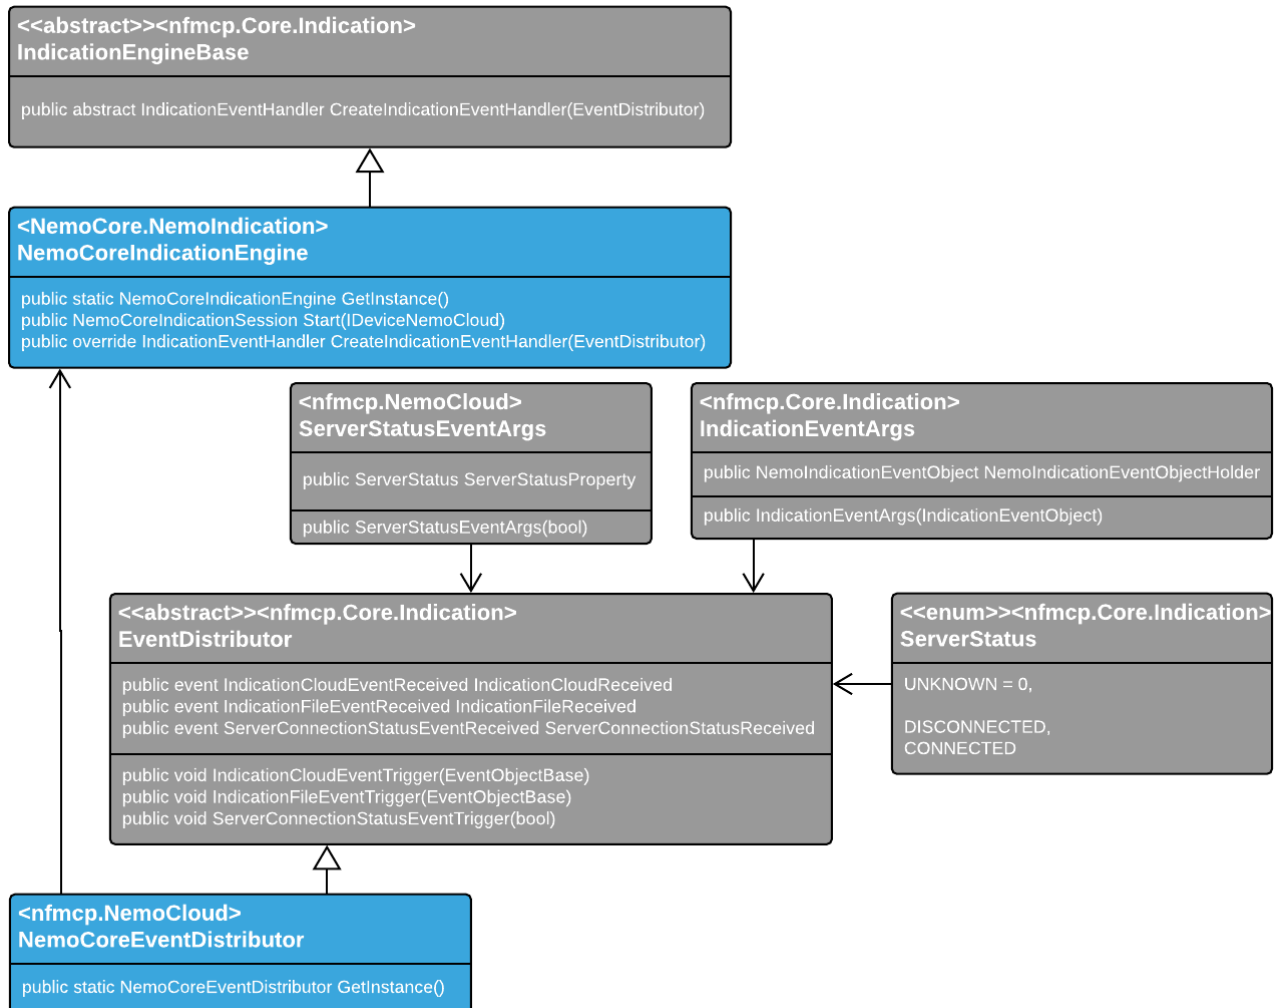 <<abstract>><nfmcp.Core.Indication>
IndicationEngineBase
public abstract IndicationEventHandler CreateIndicationEventHandler(EventDistributor)
<NemoCore.NemoIndication>
NemoCoreIndicationEngine
public static NemoCoreIndicationEngine GetInstance()
public NemoCoreIndicationSession Start(IDeviceNemoCloud)
public override IndicationEventHandler CreateIndicationEventHandler(EventDistributor)
<nfmcp.NemoCloud>
ServerStatusEventArgs
public ServerStatus ServerStatusProperty
public ServerStatusEventArgs(bool)
<nfmcp.Core.Indication>
IndicationEventArgs
public NemoIndicationEventObject NemoIndicationEventObjectHolder
public IndicationEventArgs(IndicationEventObject)
<<abstract>><nfmcp.Core.Indication>
EventDistributor
public event IndicationCloudEventReceived IndicationCloudReceived
public event IndicationFileEventReceived IndicationFileReceived
public event ServerConnectionStatusEventReceived ServerConnectionStatusReceived
public void IndicationCloudEventTrigger(EventObjectBase)
public void IndicationFileEventTrigger(EventObjectBase)
public void ServerConnectionStatusEventTrigger(bool)
<<enum>><nfmcp.Core.Indication>
ServerStatus
UNKNOWN = 0,
DISCONNECTED,
CONNECTED
<nfmcp.NemoCloud>
NemoCoreEventDistributor
public static NemoCoreEventDistributor GetInstance()